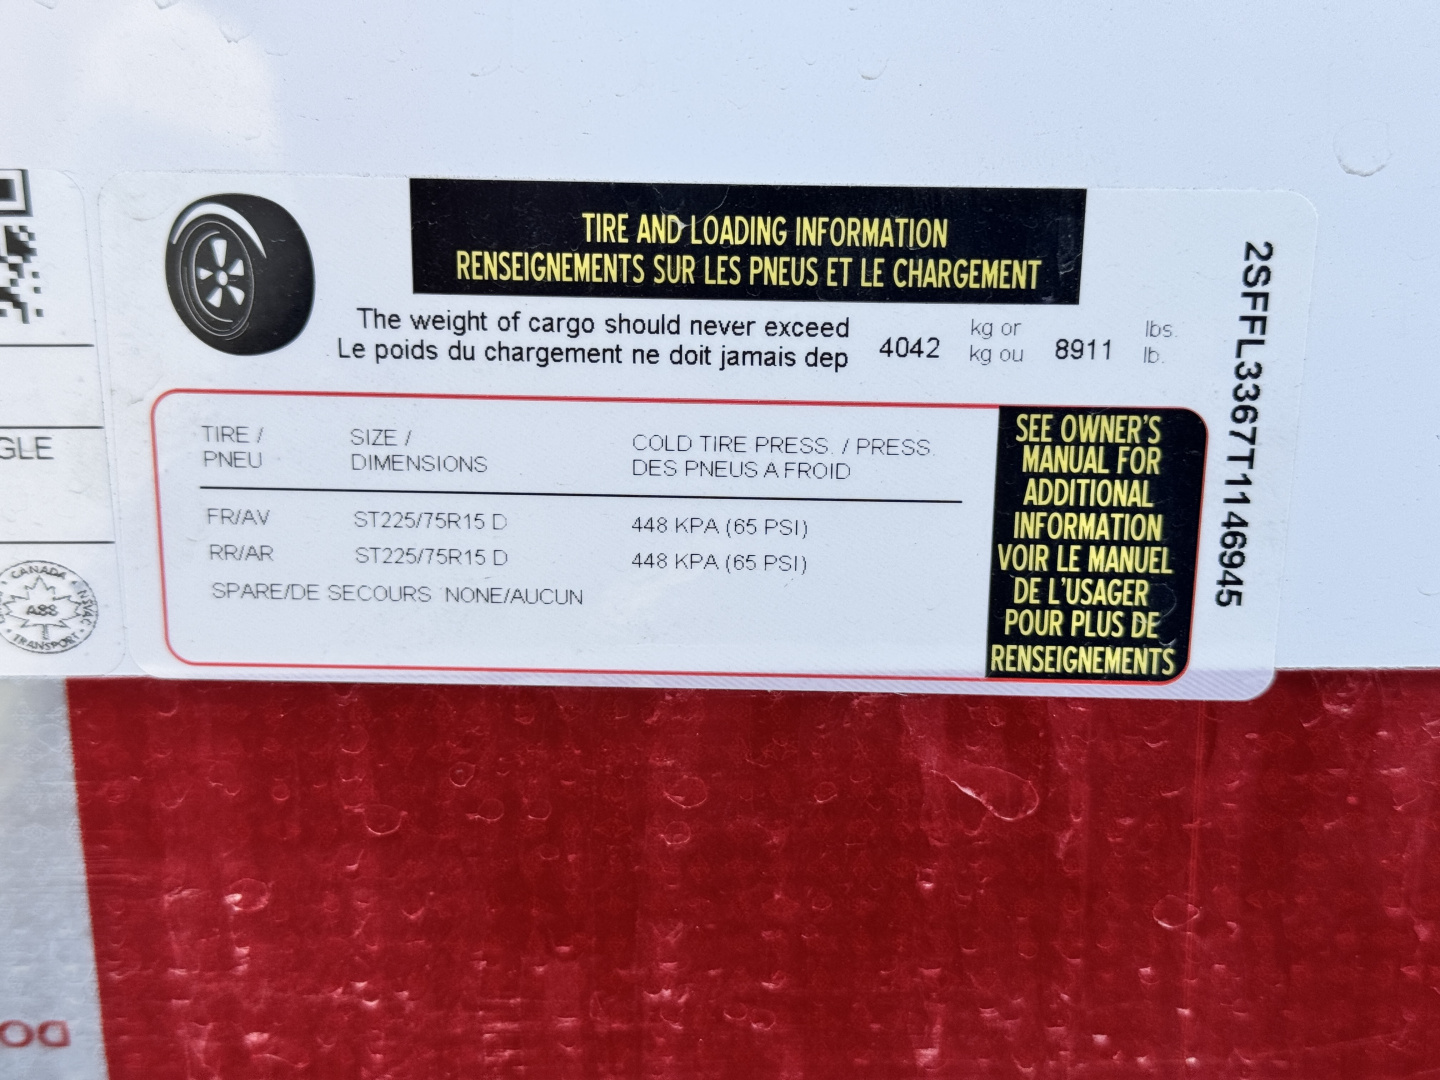 TIRE AND LOADING INFORMATION
RENSEIGNEMENTS SUR LES PNEUS ET LE CHARGEMENT
The weight of cargo should never exceed
Le poids du chargement ne doit jamais dep
4042
kg or
kg ou
8911
lbs.
lb.
TIRE /
PNEU
SIZE /
DIMENSIONS
COLD TIRE PRESS. / PRESS.
DES PNEUS A FROID
FR/AV ST225/75R15 D 448 KPA (65 PSI)
RR/AR ST225/75R15 D 448 KPA (65 PSI)
SPARE/DE SECOURS NONE/AUCUN
SEE OWNER'S
MANUAL FOR
ADDITIONAL
INFORMATION
VOIR LE MANUEL
DE L'USAGER
POUR PLUS DE
RENSEIGNEMENTS
2SFFL3367T1146945
GLE
CANADA
A88
TRANSPORT
DO